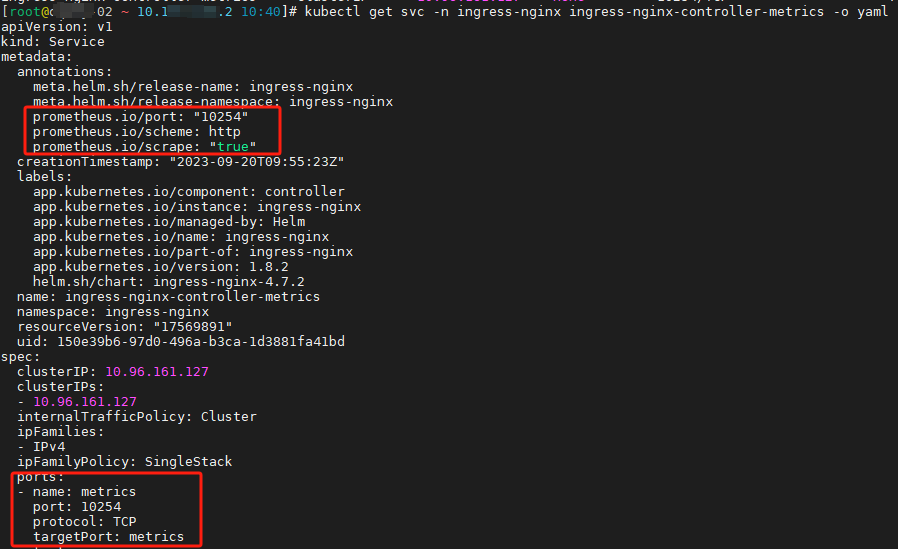 [root@c 02 ~ 10.1 .2 10:40]# kubectl get svc -n ingress-nginx ingress-nginx-controller-metrics -o yaml
apiVersion: v1
kind: Service
metadata:
  annotations:
    meta.helm.sh/release-name: ingress-nginx
    meta.helm.sh/release-namespace: ingress-nginx
    prometheus.io/port: "10254"
    prometheus.io/scheme: http
    prometheus.io/scrape: "true"
  creationTimestamp: "2023-09-20T09:55:23Z"
  labels:
    app.kubernetes.io/component: controller
    app.kubernetes.io/instance: ingress-nginx
    app.kubernetes.io/managed-by: Helm
    app.kubernetes.io/name: ingress-nginx
    app.kubernetes.io/part-of: ingress-nginx
    app.kubernetes.io/version: 1.8.2
    helm.sh/chart: ingress-nginx-4.7.2
  name: ingress-nginx-controller-metrics
  namespace: ingress-nginx
  resourceVersion: "17569891"
  uid: 150e39b6-97d0-496a-b3ca-1d3881fa41bd
spec:
  clusterIP: 10.96.161.127
  clusterIPs:
  - 10.96.161.127
  internalTrafficPolicy: Cluster
  ipFamilies:
  - IPv4
  ipFamilyPolicy: SingleStack
  ports:
  - name: metrics
    port: 10254
    protocol: TCP
    targetPort: metrics